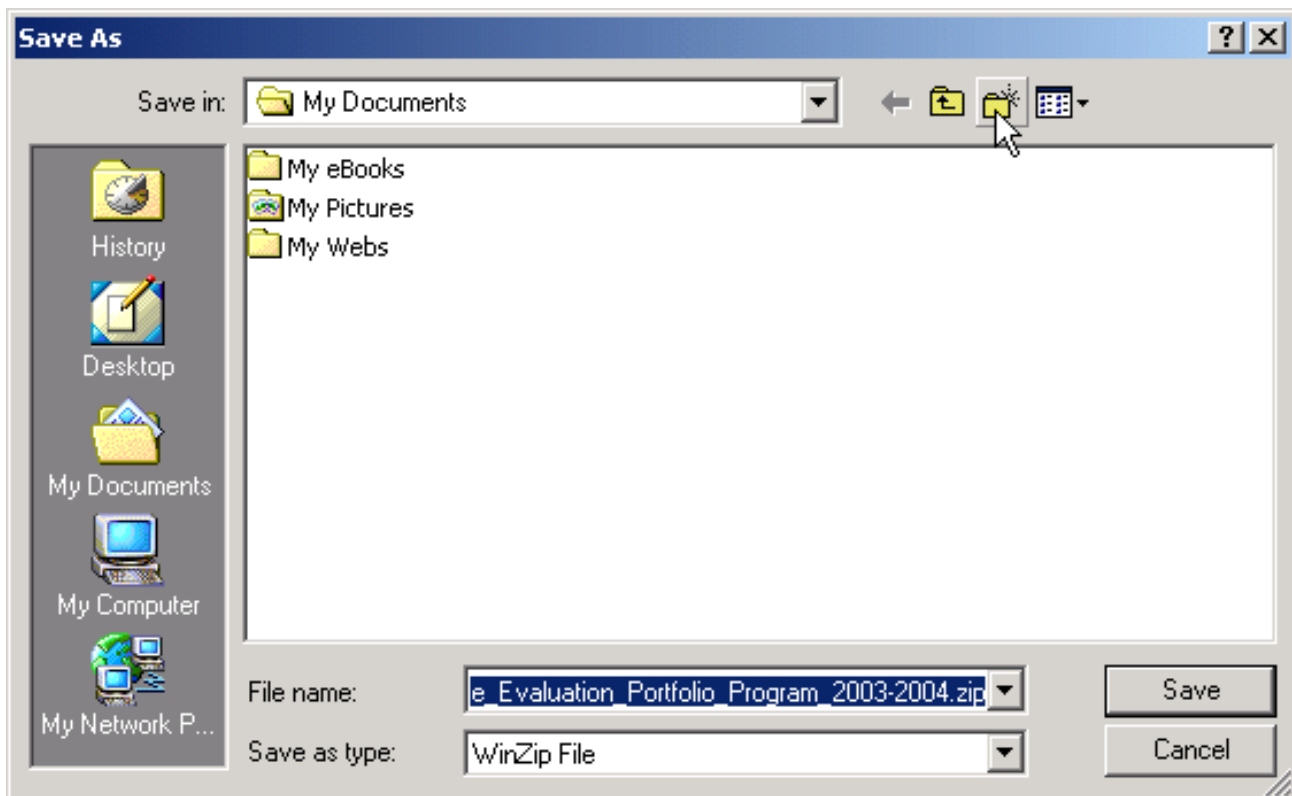 Save As
Save in: My Documents
My eBooks
My Pictures
My Webs
History
Desktop
My Documents
My Computer
My Network P...
File name: e_Evaluation_Portfolio_Program_2003-2004.zip Save
Save as type: WinZip File Cancel